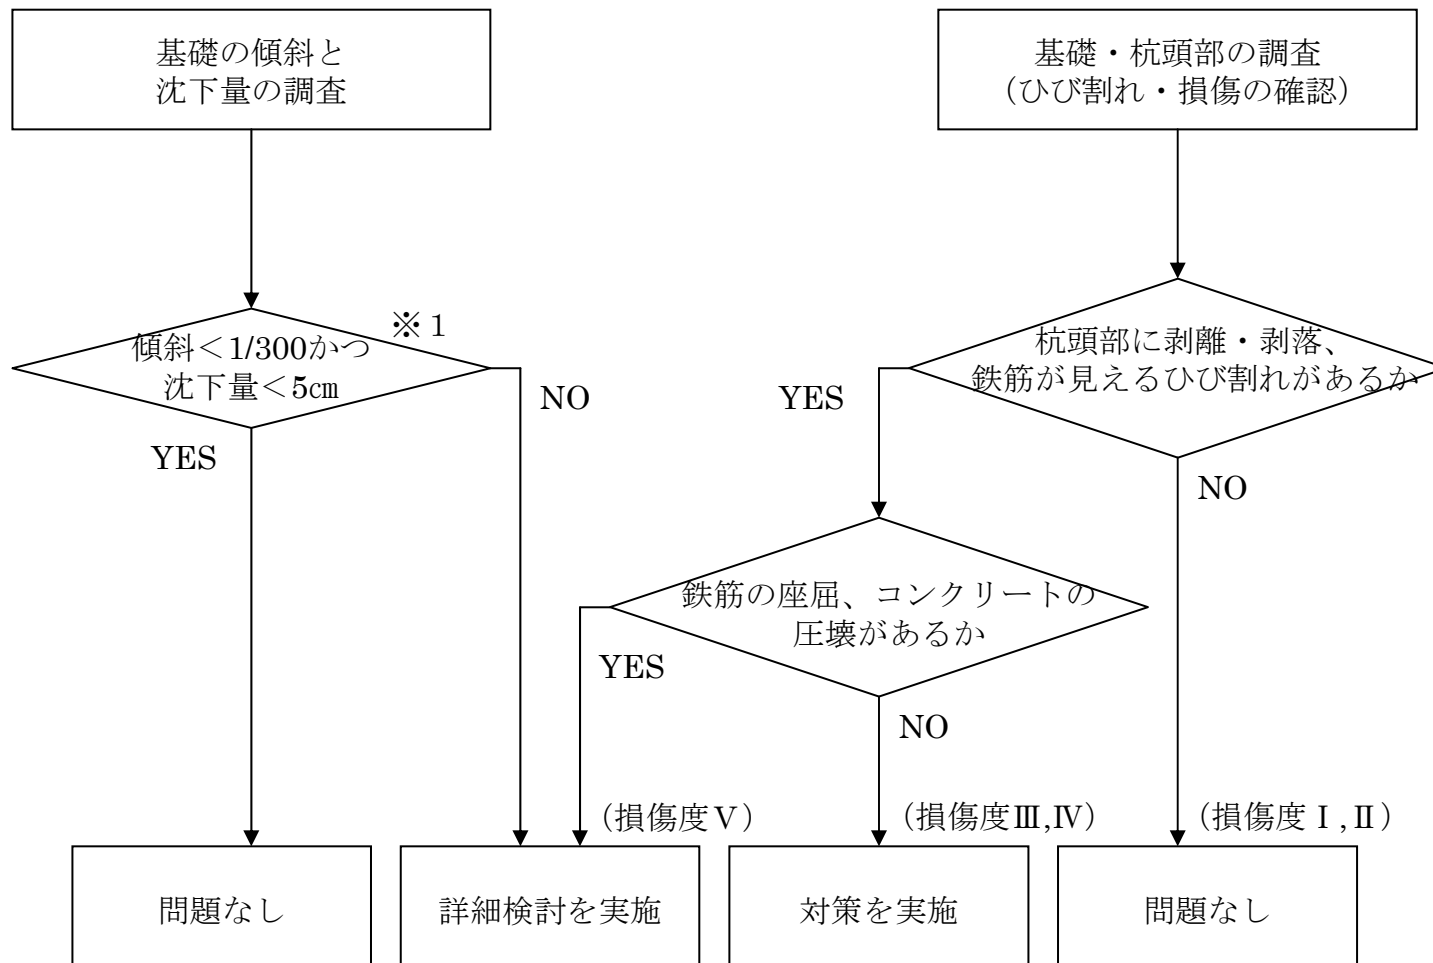 基礎の傾斜と
沈下量の調査
基礎・杭頭部の調査
（ひび割れ・損傷の確認）
※１
傾斜＜1/300かつ
沈下量＜5㎝
杭頭部に剥離・剥落、
鉄筋が見えるひび割れがあるか
NO
YES
YES
NO
鉄筋の座屈、コンクリートの
圧壊があるか
YES
NO
（損傷度Ⅴ）
（損傷度Ⅲ,Ⅳ）
（損傷度Ⅰ,Ⅱ）
問題なし
詳細検討を実施
対策を実施
問題なし